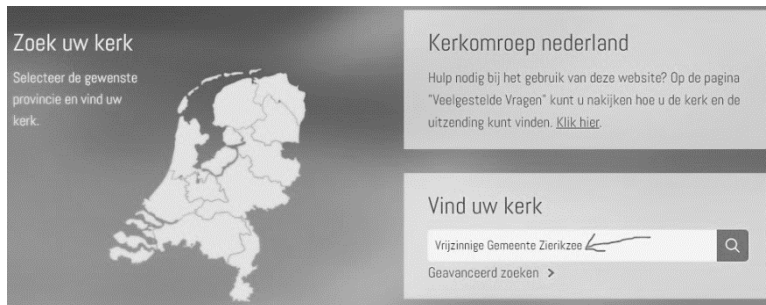 Zoek uw kerk
Selecteer de gewenste
provincie en vind uw
kerk.
Kerkomroep nederland
Hulp nodig bij het gebruik van deze website? Op de pagina
"Veelgestelde Vragen" kunt u nakijken hoe u de kerk en de
uitzending kunt vinden. Klik hier.
Vind uw kerk
Vrijzinnige Gemeente Zierikzee
Geavanceerd zoeken >